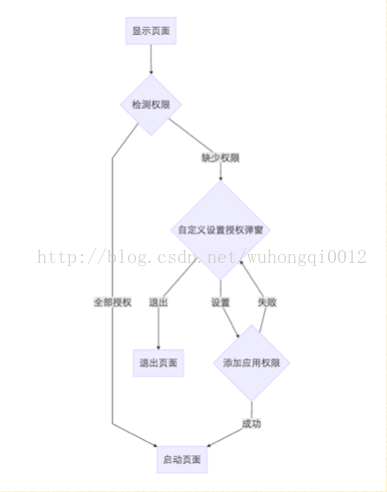 显示页面
检测权限
缺少权限
自定义设置授权弹窗
http://blog.csdn.net/wuhongqi0012
全部授权
退出
设置
失败
退出页面
添加应用权限
成功
启动页面